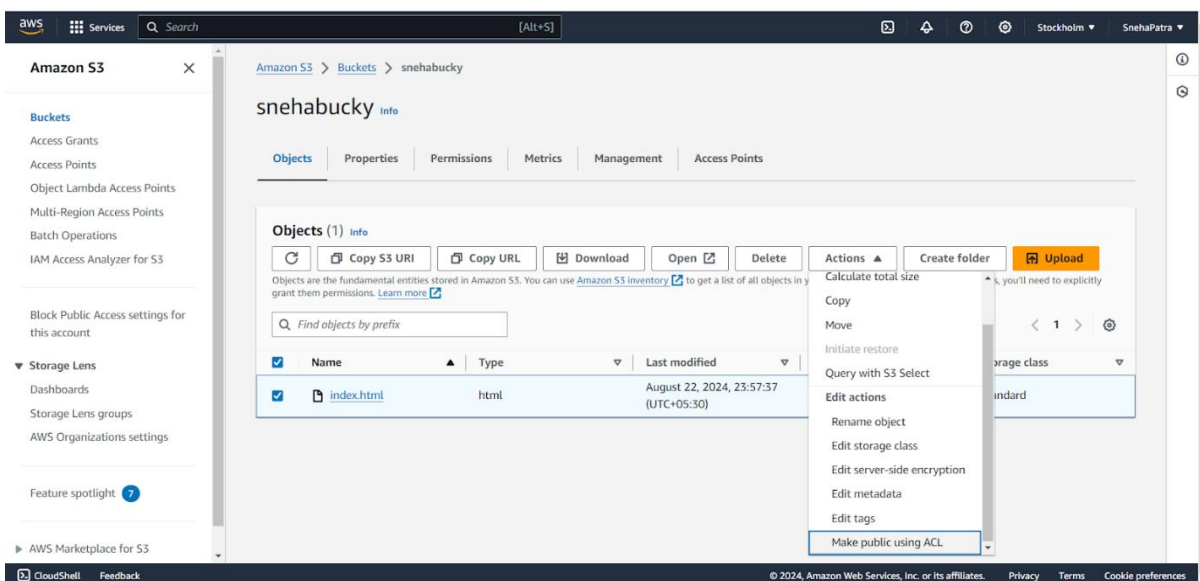 aws Services Search [Alt+S] Stockholm ▼ SnehaPatra ▼
Amazon S3
Buckets
Access Grants
Access Points
Object Lambda Access Points
Multi-Region Access Points
Batch Operations
IAM Access Analyzer for S3
Block Public Access settings for
this account
▼ Storage Lens
Dashboards
Storage Lens groups
AWS Organizations settings
Feature spotlight 7
▶ AWS Marketplace for S3
Amazon S3 > Buckets > snehabucky
snehabucky Info
Objects Properties Permissions Metrics Management Access Points
Objects (1) Info
Copy S3 URI Copy URL Download Open Delete Actions ▲ Create folder Upload
Objects are the fundamental entities stored in Amazon S3. You can use Amazon S3 inventory to get a list of all objects in y s, you'll need to explicitly
grant them permissions. Learn more
Find objects by prefix < 1 >
Name ▲ Type Last modified rage class
index.html html August 22, 2024, 23:57:37
(UTC+05:30) ndard
Calculate total size
Copy
Move
Initiate restore
Query with S3 Select
Edit actions
Rename object
Edit storage class
Edit server-side encryption
Edit metadata
Edit tags
Make public using ACL
CloudShell Feedback © 2024, Amazon Web Services, Inc. or its affiliates. Privacy Terms Cookie preferences